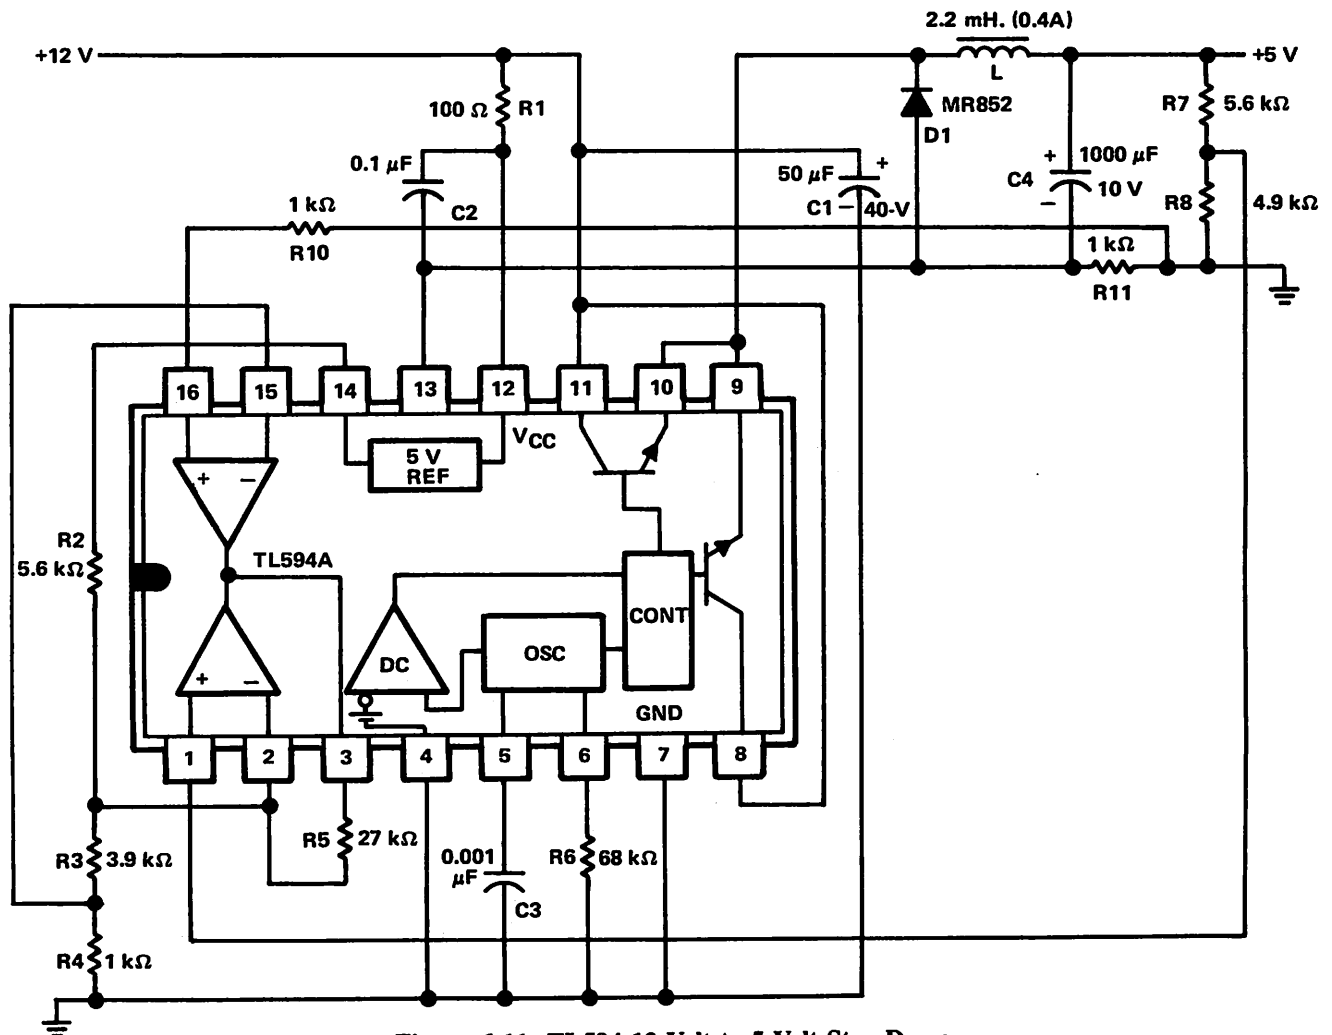 2.2 mH. (0.4A)
+12 V
L
+5 V
100 Ω
R1
MR852
D1
R7
5.6 kΩ
0.1 μF
C2
50 μF
+
C1
–
40-V
+
1000 μF
C4
10 V
–
R8
4.9 kΩ
1 kΩ
R10
1 kΩ
R11
16
15
14
13
12
11
10
9
VCC
5 V
REF
+
–
R2
5.6 kΩ
TL594A
CONT
DC
OSC
+
–
GND
1
2
3
4
5
6
7
8
R3
3.9 kΩ
R5
27 kΩ
0.001
μF
C3
R6
68 kΩ
R4
1 kΩ